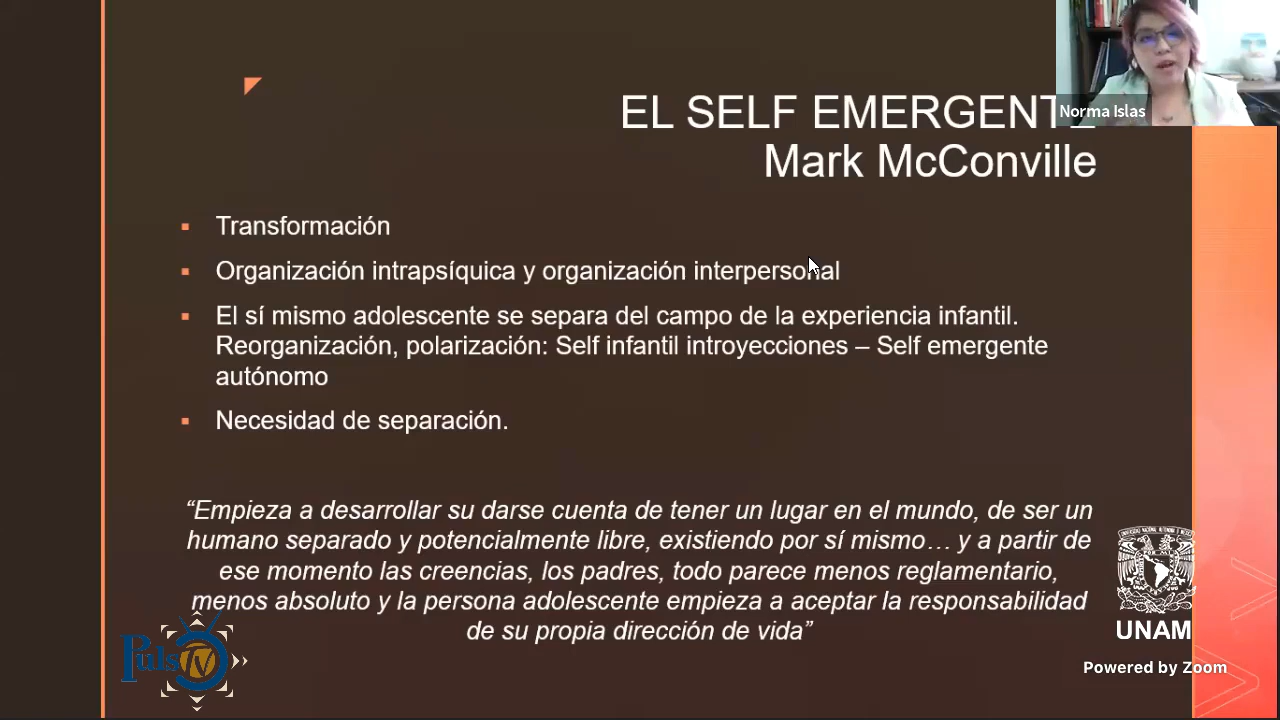 EL SELF EMERGENTE
Mark McConville
Norma Islas
▪ Transformación
▪ Organización intrapsíquica y organización interpersonal
▪ El sí mismo adolescente se separa del campo de la experiencia infantil.
Reorganización, polarización: Self infantil introyecciones – Self emergente
autónomo
▪ Necesidad de separación.
“Empieza a desarrollar su darse cuenta de tener un lugar en el mundo, de ser un
humano separado y potencialmente libre, existiendo por sí mismo… y a partir de
ese momento las creencias, los padres, todo parece menos reglamentario,
menos absoluto y la persona adolescente empieza a aceptar la responsabilidad
de su propia dirección de vida”
Puls TV
UNAM
Powered by Zoom